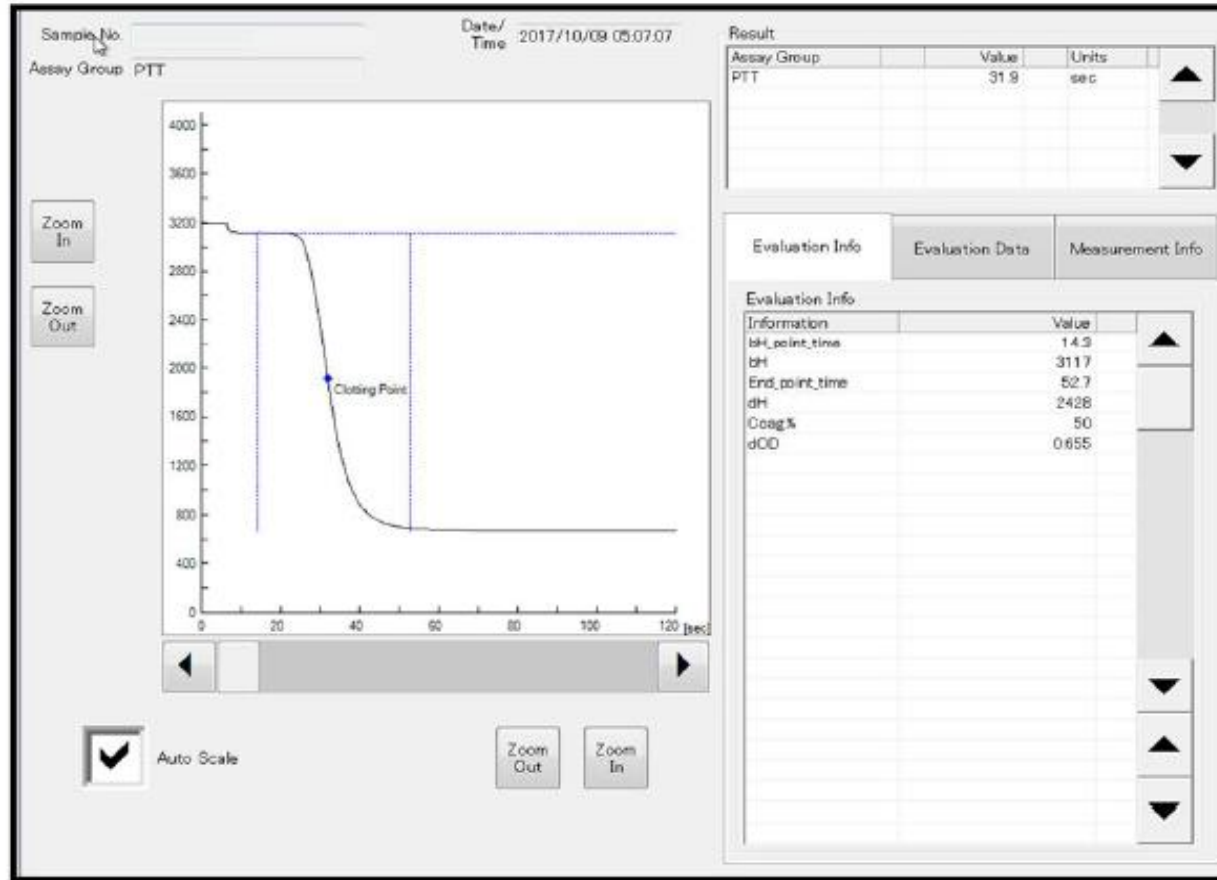 Sample No.
Date/ Time 2017/10/09 05:07:07
Assay Group PTT
Result
Assay Group Value Units
PTT 31.9 sec
Zoom In
Zoom Out
4000
3600
3200
2800
2400
2000
1600
1200
800
400
0
Clotting Point
0 20 40 60 80 100 120 [sec]
Auto Scale
Zoom Out
Zoom In
Evaluation Info
Evaluation Data
Measurement Info
Evaluation Info
Information Value
bH_point_time 14.3
bH 3117
End_point_time 52.7
dH 2428
Coag% 50
dOD 0.655